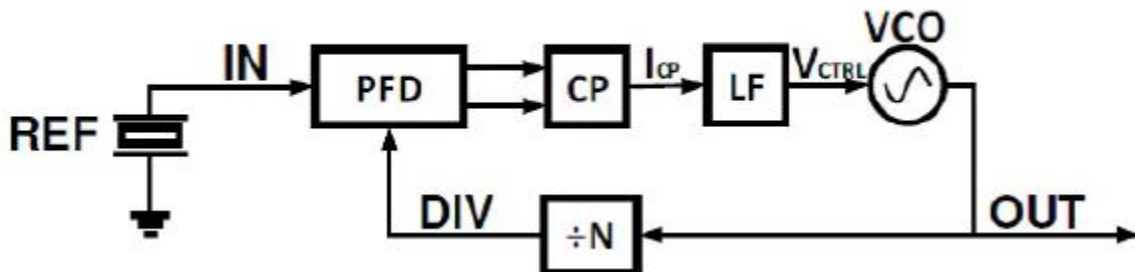 VCO
IN
PFD
CP
ICP
LF
VCTRL
REF
DIV
÷N
OUT